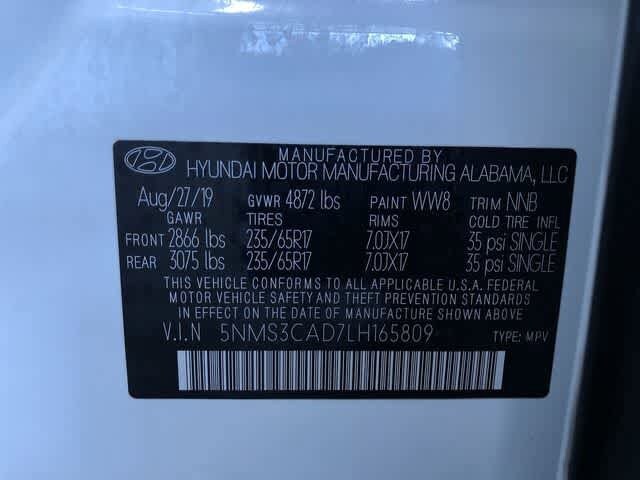 MANUFACTURED BY
HYUNDAI MOTOR MANUFACTURING ALABAMA, LLC
Aug/27/19 GVWR 4872 lbs PAINT WW8 TRIM NNB
GAWR TIRES RIMS COLD TIRE INFL
FRONT 2866 lbs 235/65R17 7.0JX17 35 psi SINGLE
REAR 3075 lbs 235/65R17 7.0JX17 35 psi SINGLE
THIS VEHICLE CONFORMS TO ALL APPLICABLE U.S.A. FEDERAL
MOTOR VEHICLE SAFETY AND THEFT PREVENTION STANDARDS
IN EFFECT ON THE DATE OF MANUFACTURE SHOWN ABOVE
V.I.N 5NMS3CAD7LH165809 TYPE: MPV